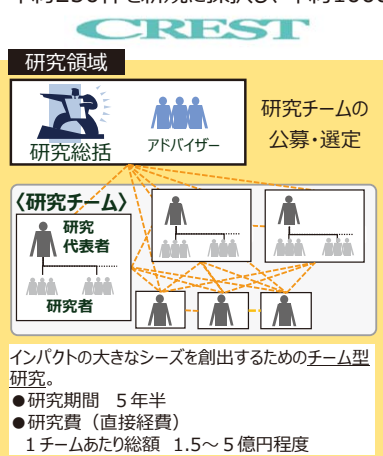 CREST
研究領域
研究総括
アドバイザー
研究チームの
公募・選定
〈研究チーム〉
研究
代表者
研究者
インパクトの大きなシーズを創出するためのチーム型
研究。
●研究期間 5年半
●研究費（直接経費）
1チームあたり総額 1.5～5億円程度